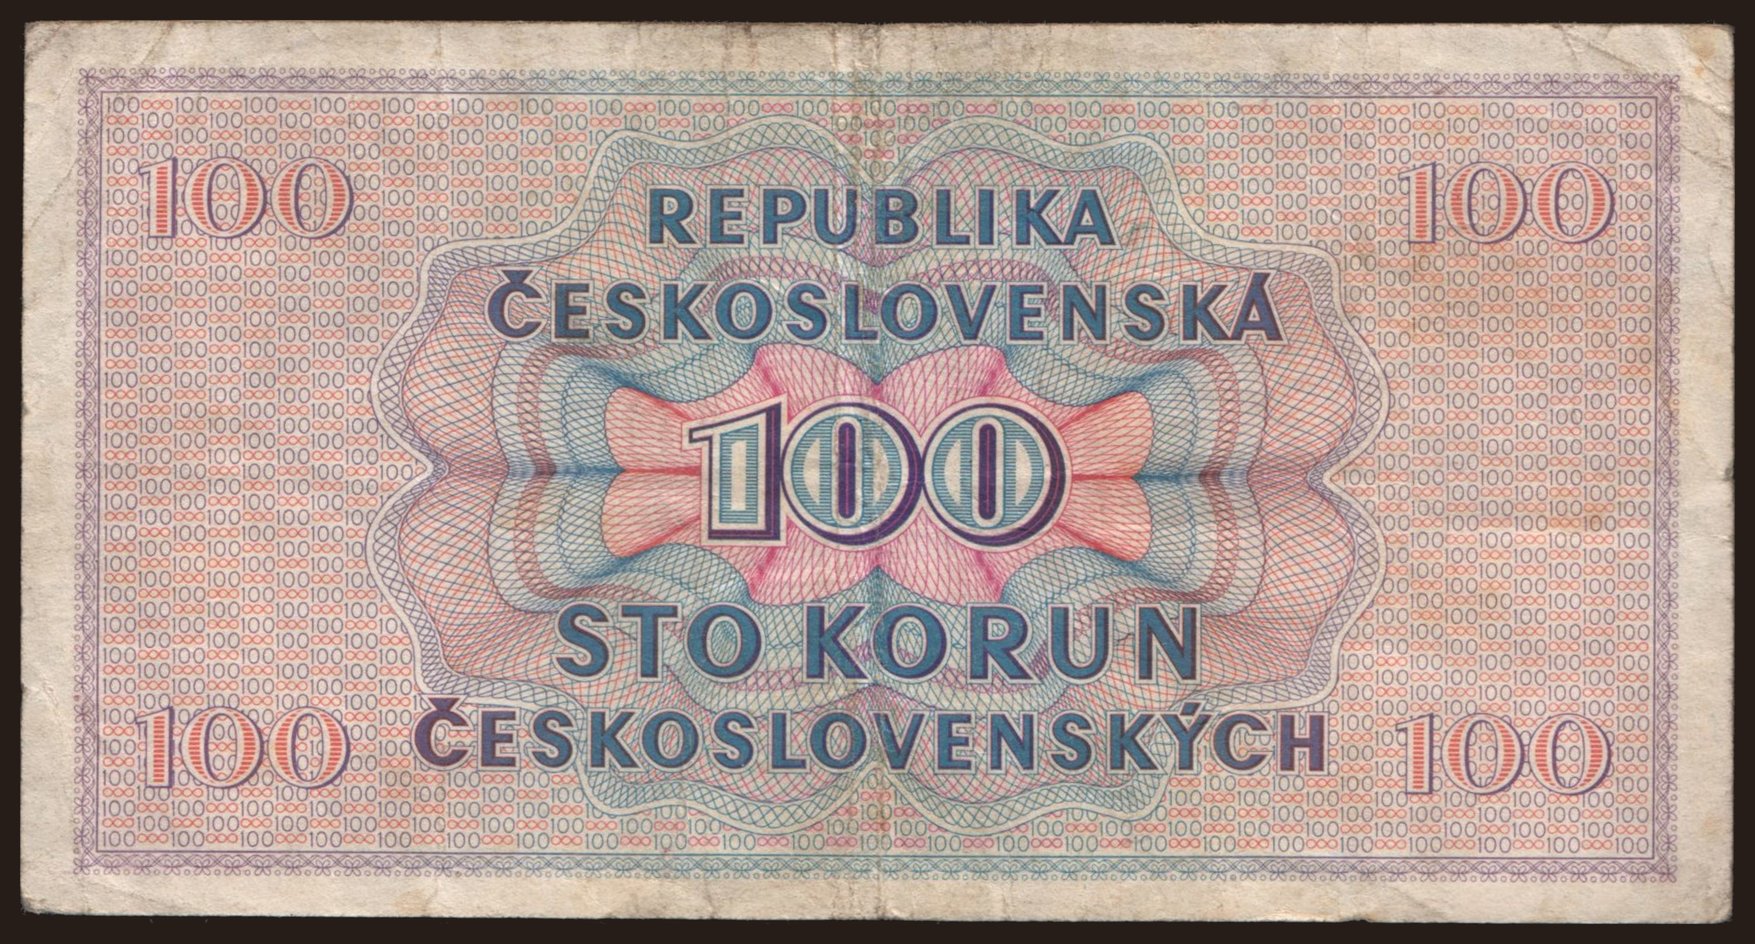 100 100
REPUBLIKA
ČESKOSLOVENSKÁ
100
STO KORUN
ČESKOSLOVENSKÝCH
100 100